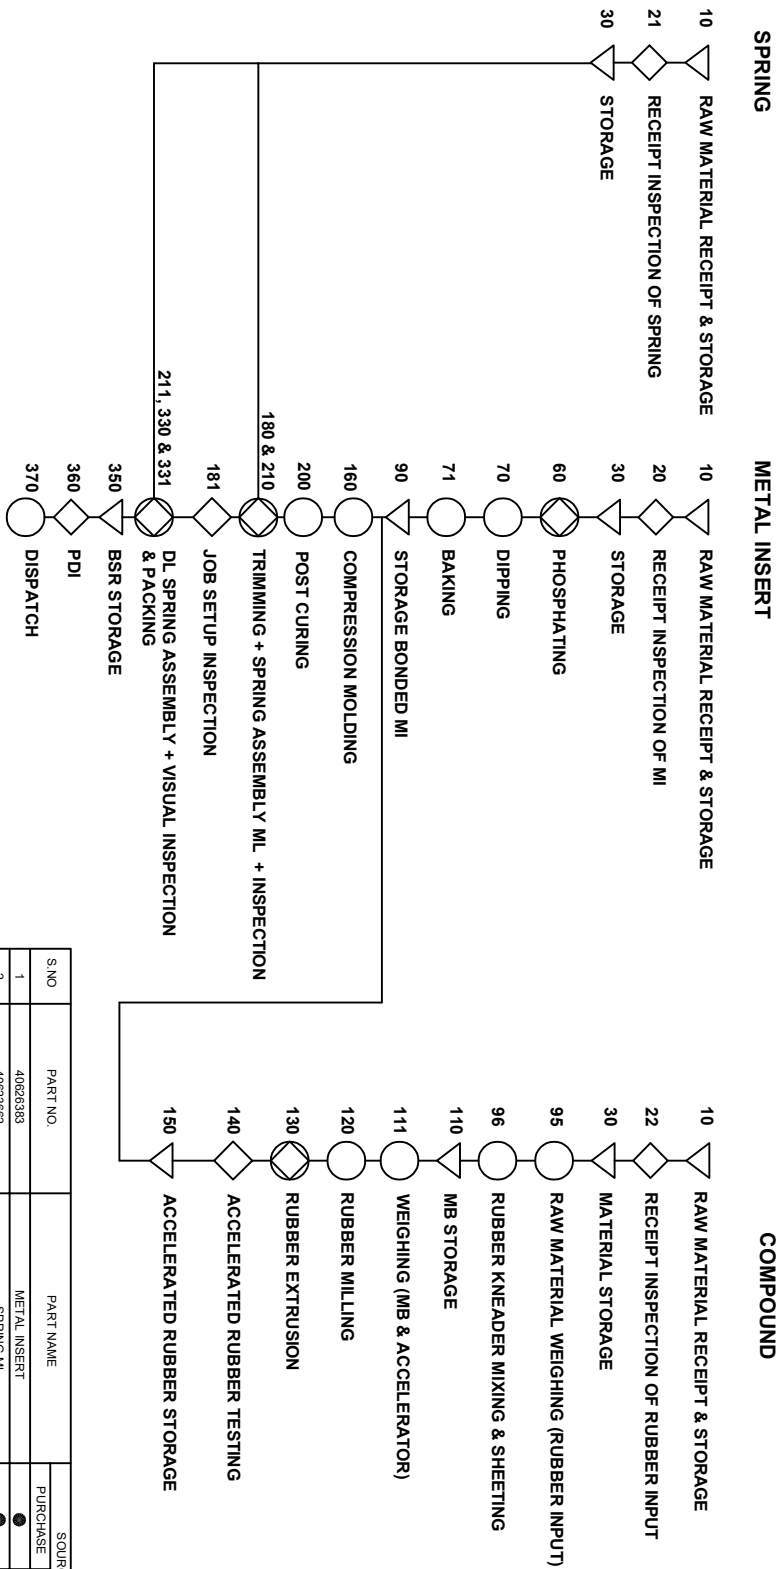 SPRING
10 RAW MATERIAL RECEIPT & STORAGE
21 RECEIPT INSPECTION OF SPRING
30 STORAGE
METAL INSERT
10 RAW MATERIAL RECEIPT & STORAGE
20 RECEIPT INSPECTION OF MI
30 STORAGE
60 PHOSPHATING
70 DIPPING
71 BAKING
90 STORAGE BONDED MI
160 COMPRESSION MOLDING
200 POST CURING
180 & 210 TRIMMING + SPRING ASSEMBLY ML + INSPECTION
181 JOB SETUP INSPECTION
211, 330 & 331 DL SPRING ASSEMBLY + VISUAL INSPECTION
& PACKING
350 BSR STORAGE
360 PDI
370 DISPATCH
COMPOUND
10 RAW MATERIAL RECEIPT & STORAGE
22 RECEIPT INSPECTION OF RUBBER INPUT
30 MATERIAL STORAGE
95 RAW MATERIAL WEIGHING (RUBBER INPUT)
96 RUBBER KNEADER MIXING & SHEETING
110 MB STORAGE
111 WEIGHING (MB & ACCELERATOR)
120 RUBBER MILLING
130 RUBBER EXTRUSION
140 ACCELERATED RUBBER TESTING
150 ACCELERATED RUBBER STORAGE
S.NO PART NO. PART NAME
PURCHASE
1 40626383 METAL INSERT